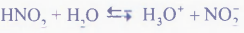 HNO₂ + H₂O ⇆ H₃O⁺ + NO₂⁻